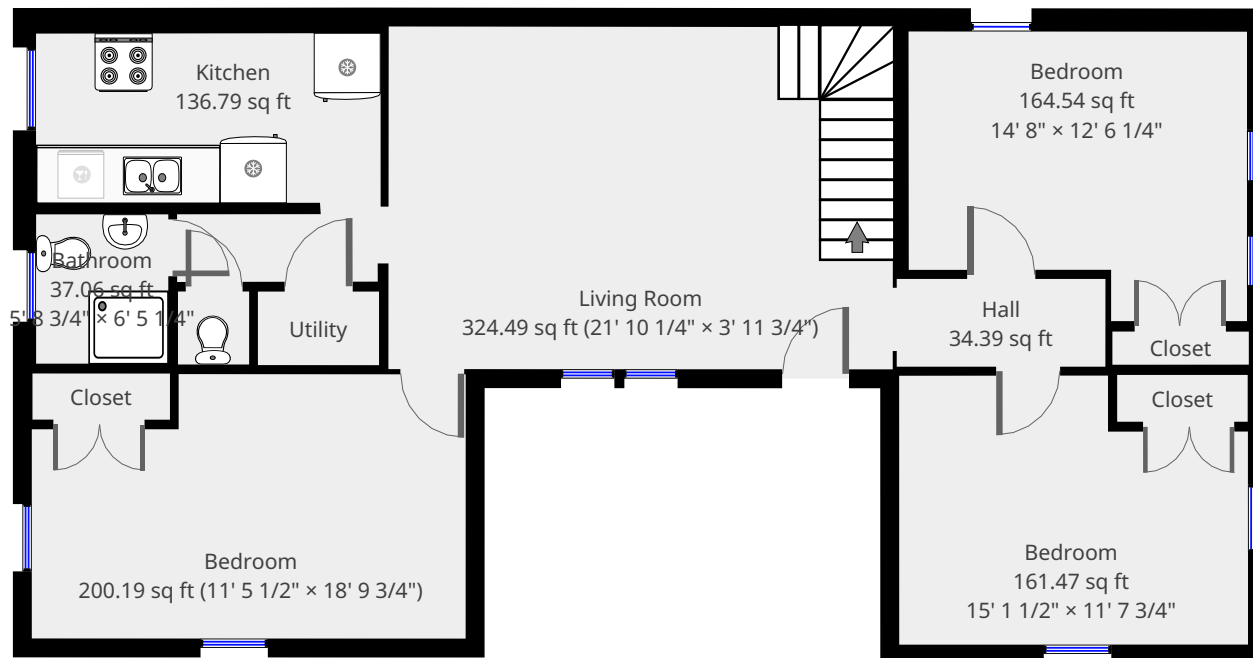 Kitchen
136.79 sq ft
Bedroom
164.54 sq ft
14' 8" × 12' 6 1/4"
Bathroom
37.06 sq ft
5' 8 3/4" × 6' 5 1/4"
Utility
Living Room
324.49 sq ft (21' 10 1/4" × 3' 11 3/4")
Hall
34.39 sq ft
Closet
Closet
Closet
Bedroom
200.19 sq ft (11' 5 1/2" × 18' 9 3/4")
Bedroom
161.47 sq ft
15' 1 1/2" × 11' 7 3/4"